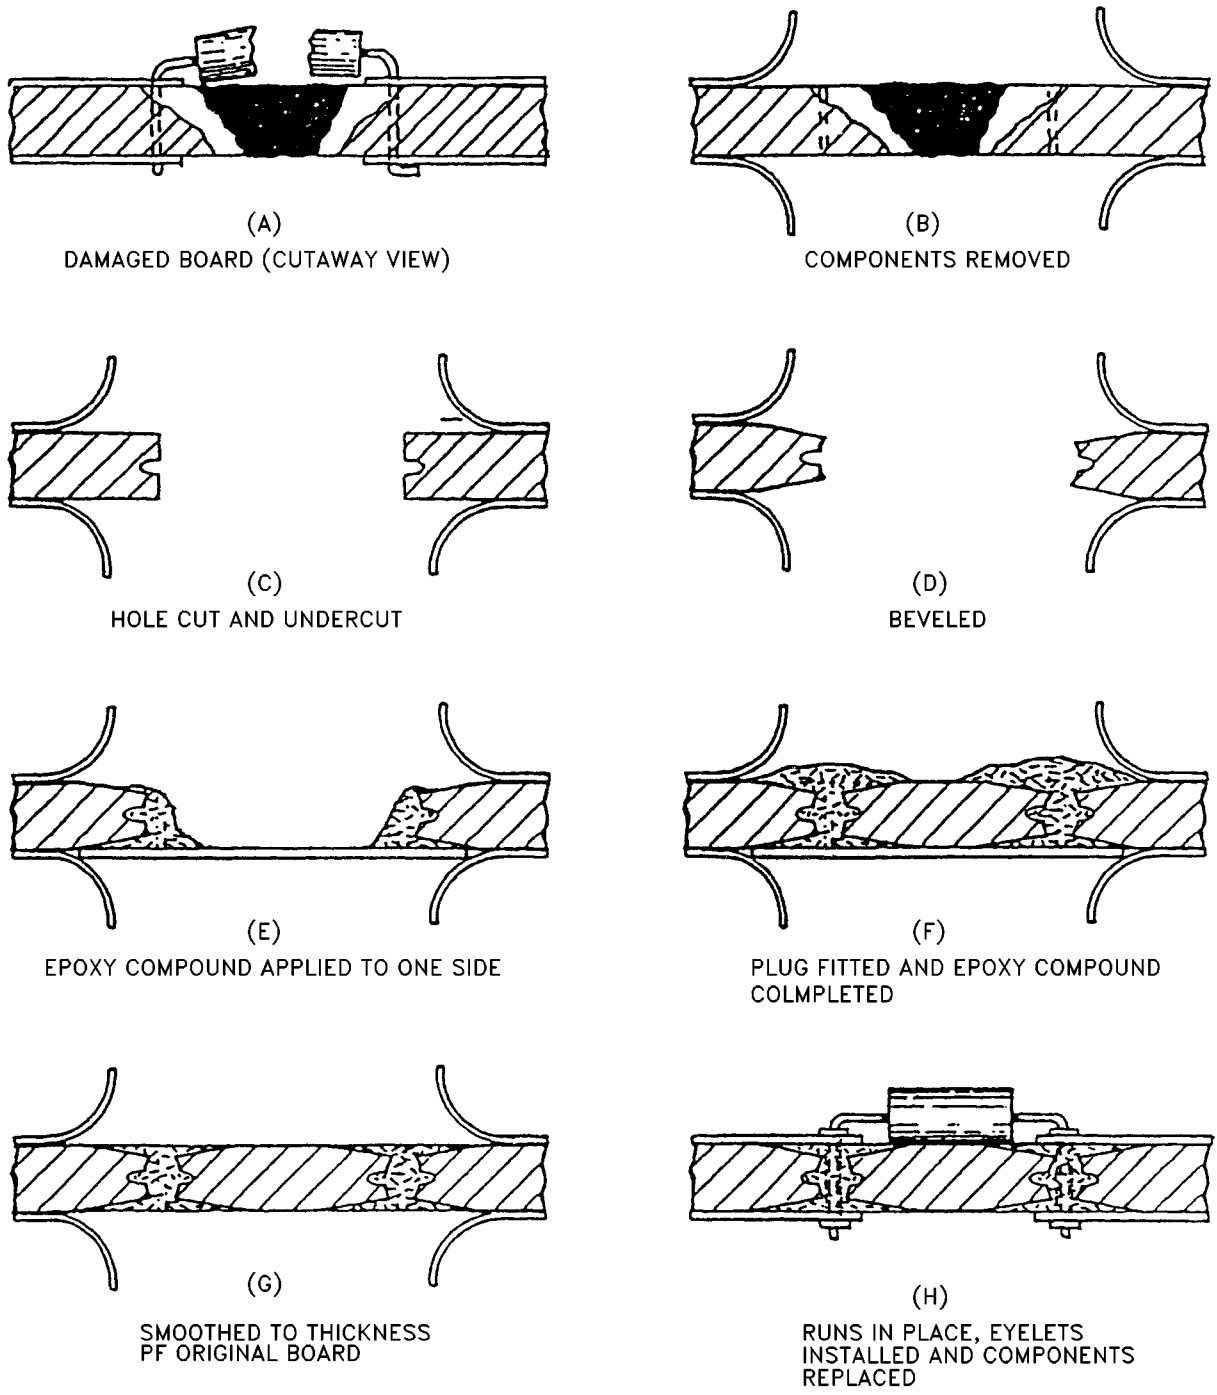 (A)
DAMAGED BOARD (CUTAWAY VIEW)
(B)
COMPONENTS REMOVED
(C)
HOLE CUT AND UNDERCUT
(D)
BEVELED
(E)
EPOXY COMPOUND APPLIED TO ONE SIDE
(F)
PLUG FITTED AND EPOXY COMPOUND
COLMPLETED
(G)
SMOOTHED TO THICKNESS
PF ORIGINAL BOARD
(H)
RUNS IN PLACE, EYELETS
INSTALLED AND COMPONENTS
REPLACED